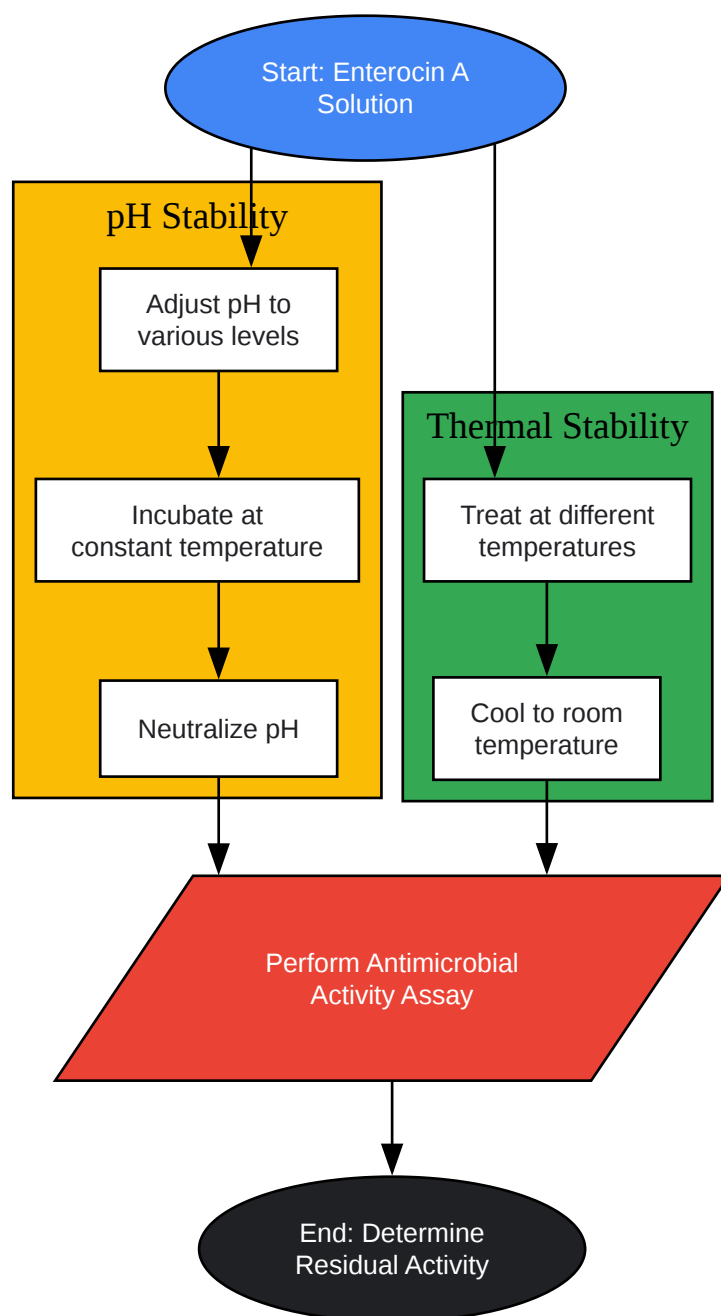 Start: Enterocin A
Solution
pH Stability
Adjust pH to
various levels
Incubate at
constant temperature
Neutralize pH
Thermal Stability
Treat at different
temperatures
Cool to room
temperature
Perform Antimicrobial
Activity Assay
End: Determine
Residual Activity